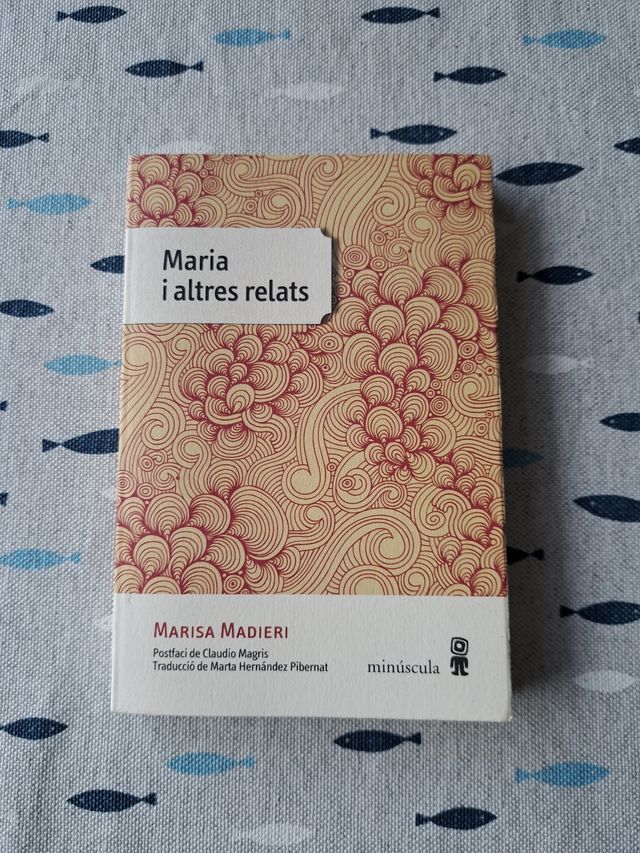 Maria
i altres relats
MARISA MADIERI
Postfaci de Claudio Magris
Traducció de Marta Hernández Pibernat
minúscula